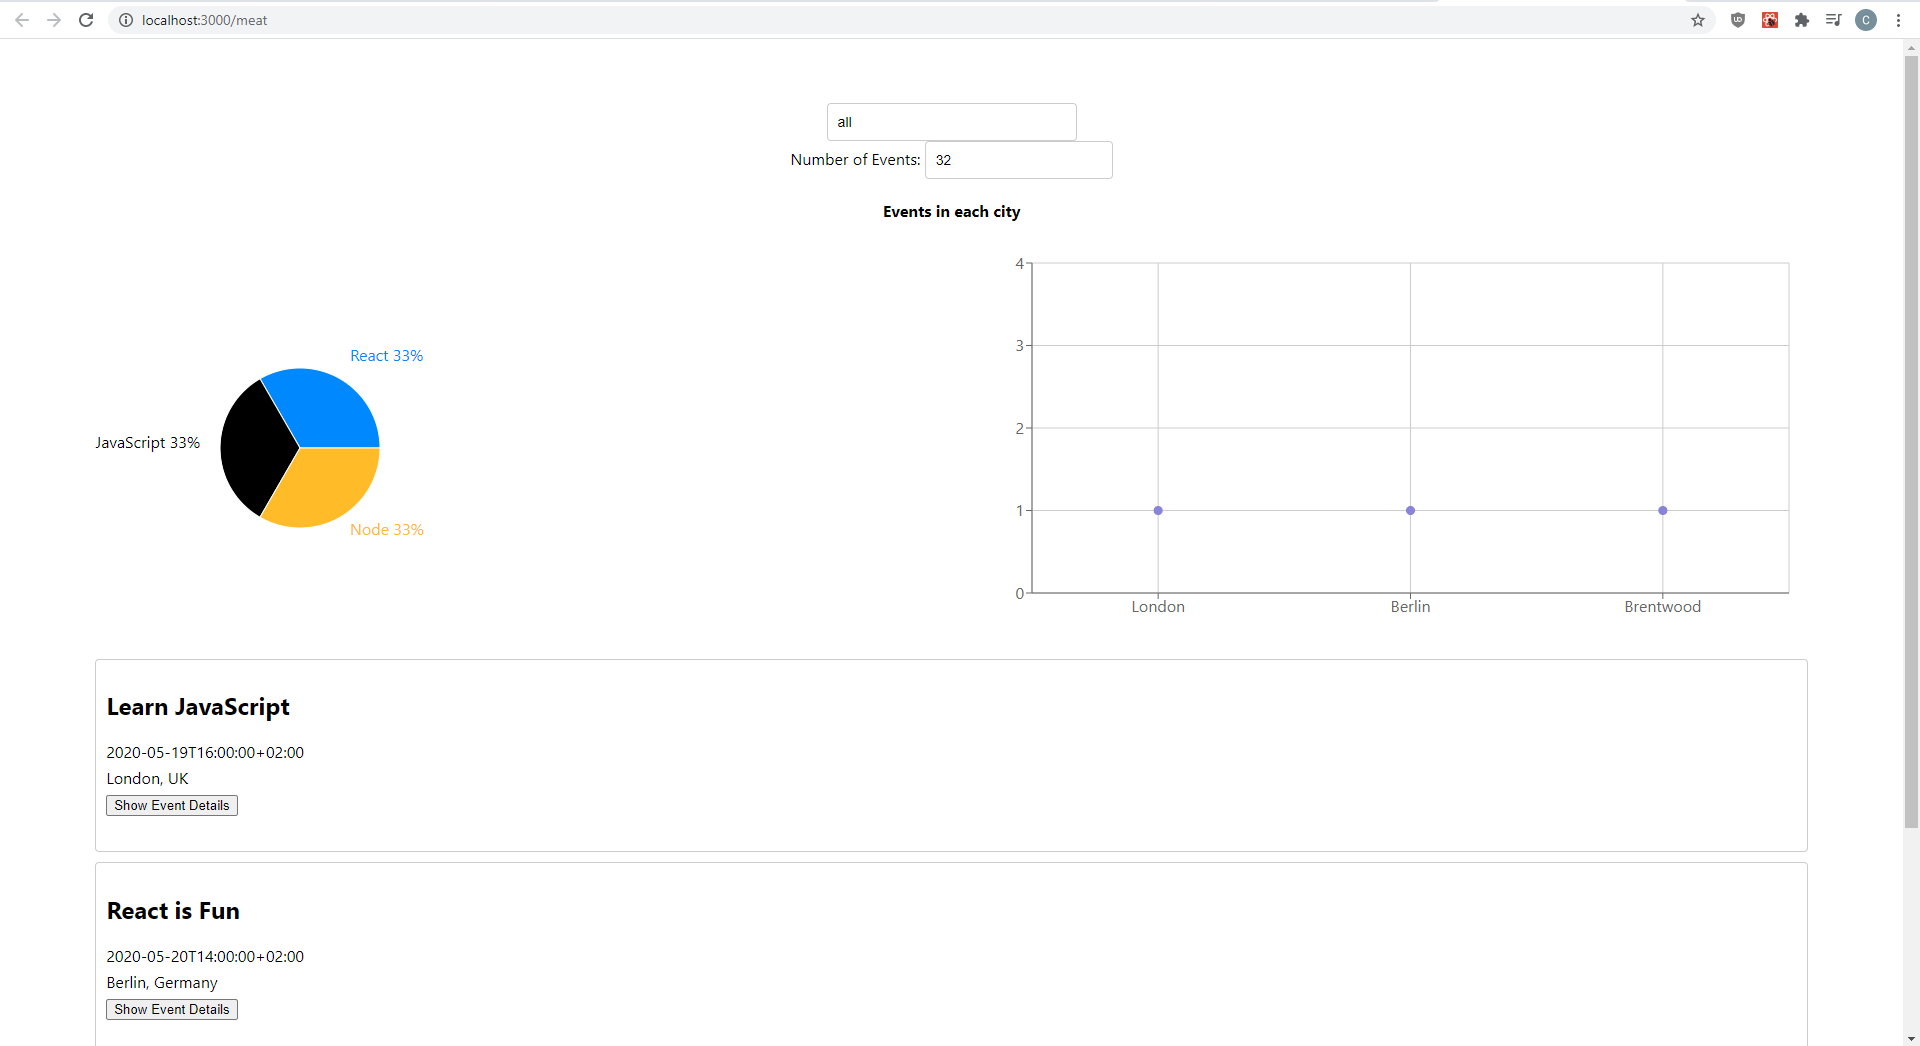 localhost:3000/meat
C
all
Number of Events: 32
Events in each city
React 33%
JavaScript 33%
Node 33%
4
3
2
1
0
London Berlin Brentwood
Learn JavaScript
2020-05-19T16:00:00+02:00
London, UK
Show Event Details
React is Fun
2020-05-20T14:00:00+02:00
Berlin, Germany
Show Event Details